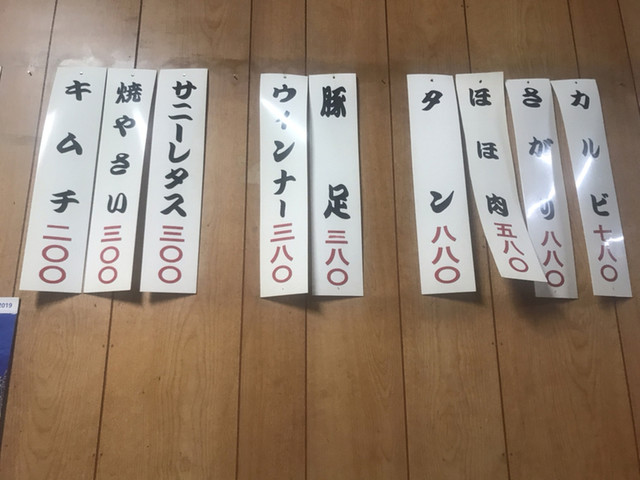 カルビ七八〇
さがり八八〇
ほほ肉五八〇
タン八八〇
豚足三八〇
ウィンナー三八〇
サニーレタス三〇〇
焼やさい三〇〇
キムチ二〇〇
2019